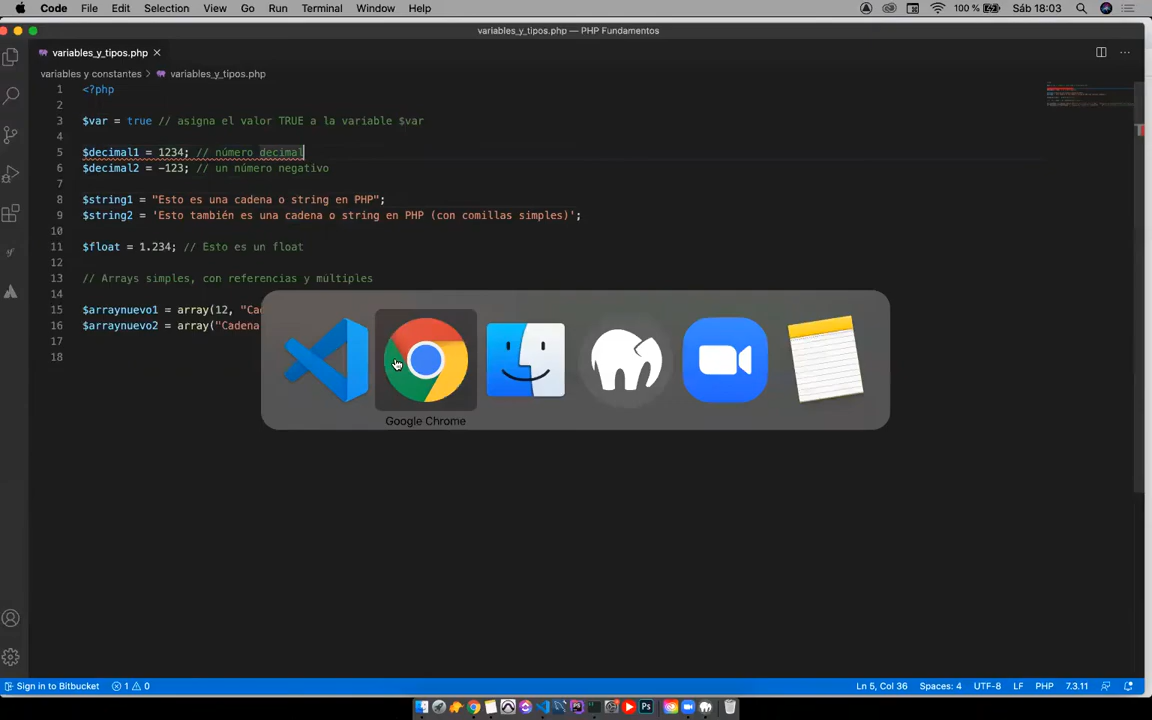 Code File Edit Selection View Go Run Terminal Window Help 100 % Sáb 18:03
variables_y_tipos.php — PHP Fundamentos
variables_y_tipos.php
variables y constantes > variables_y_tipos.php
1 <?php
2
3 $var = true // asigna el valor TRUE a la variable $var
4
5 $decimal1 = 1234; // número decimal
6 $decimal2 = -123; // un número negativo
7
8 $string1 = "Esto es una cadena o string en PHP";
9 $string2 = 'Esto también es una cadena o string en PHP (con comillas simples)';
10
11 $float = 1.234; // Esto es un float
12
13 // Arrays simples, con referencias y múltiples
14
15 $arraynuevo1 = array(12, "Ca
16 $arraynuevo2 = array("Cadena
17
18
Google Chrome
Sign in to Bitbucket 1 0 Ln 5, Col 36 Spaces: 4 UTF-8 LF PHP 7.3.11